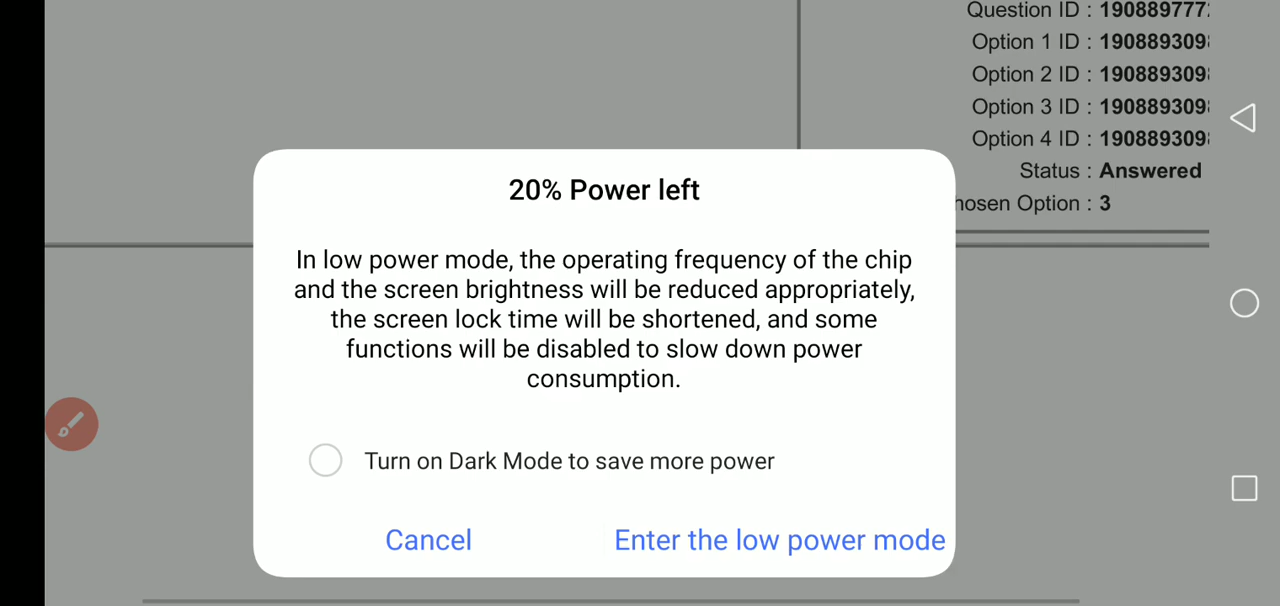 Question ID : 190889777
Option 1 ID : 190889309
Option 2 ID : 190889309
Option 3 ID : 190889309
Option 4 ID : 190889309
Status : Answered
hosen Option : 3
20% Power left
In low power mode, the operating frequency of the chip
and the screen brightness will be reduced appropriately,
the screen lock time will be shortened, and some
functions will be disabled to slow down power
consumption.
Turn on Dark Mode to save more power
Cancel
Enter the low power mode